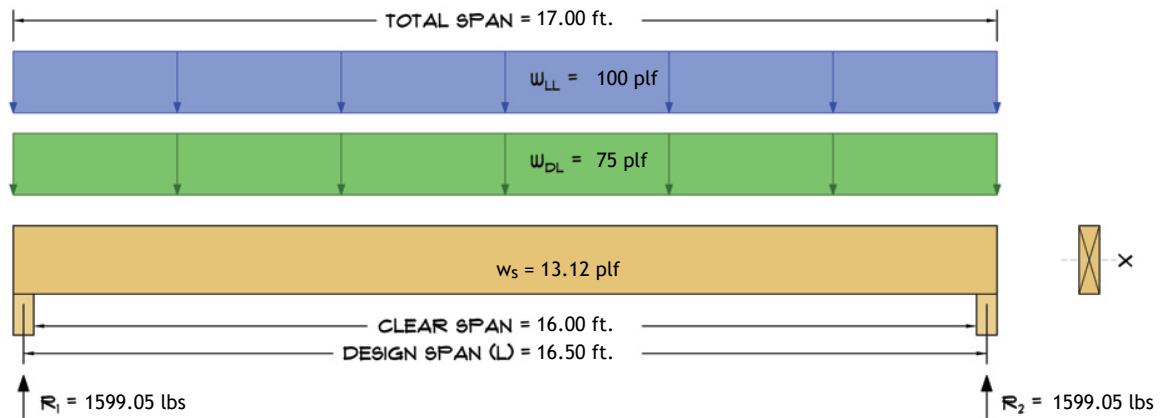 TOTAL SPAN = 17.00 ft.
WLL = 100 plf
WDL = 75 plf
ws = 13.12 plf
X
CLEAR SPAN = 16.00 ft.
DESIGN SPAN (L) = 16.50 ft.
R1 = 1599.05 lbs
R2 = 1599.05 lbs